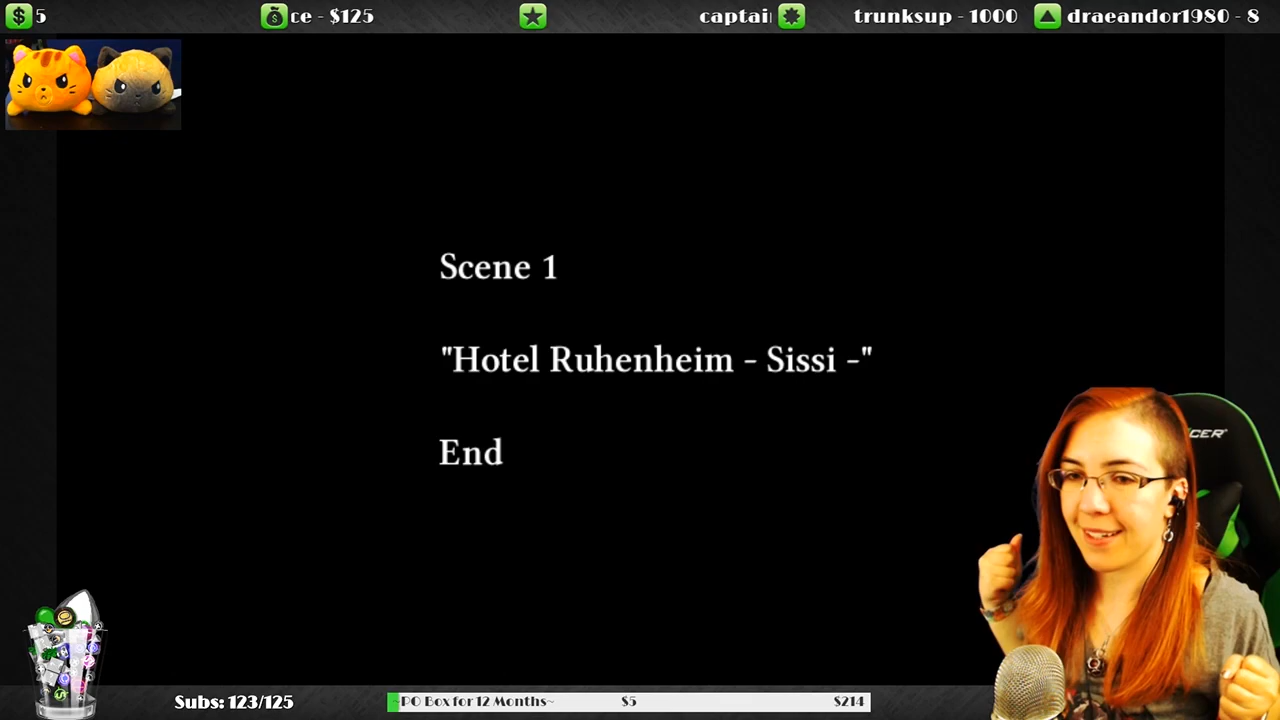 5
ce - $125
captai
trunksup - 1000
draeandor1980 - 8
Scene 1
"Hotel Ruhenheim - Sissi -"
End
CER
Subs: 123/125
~PO Box for 12 Months~
$5
$214